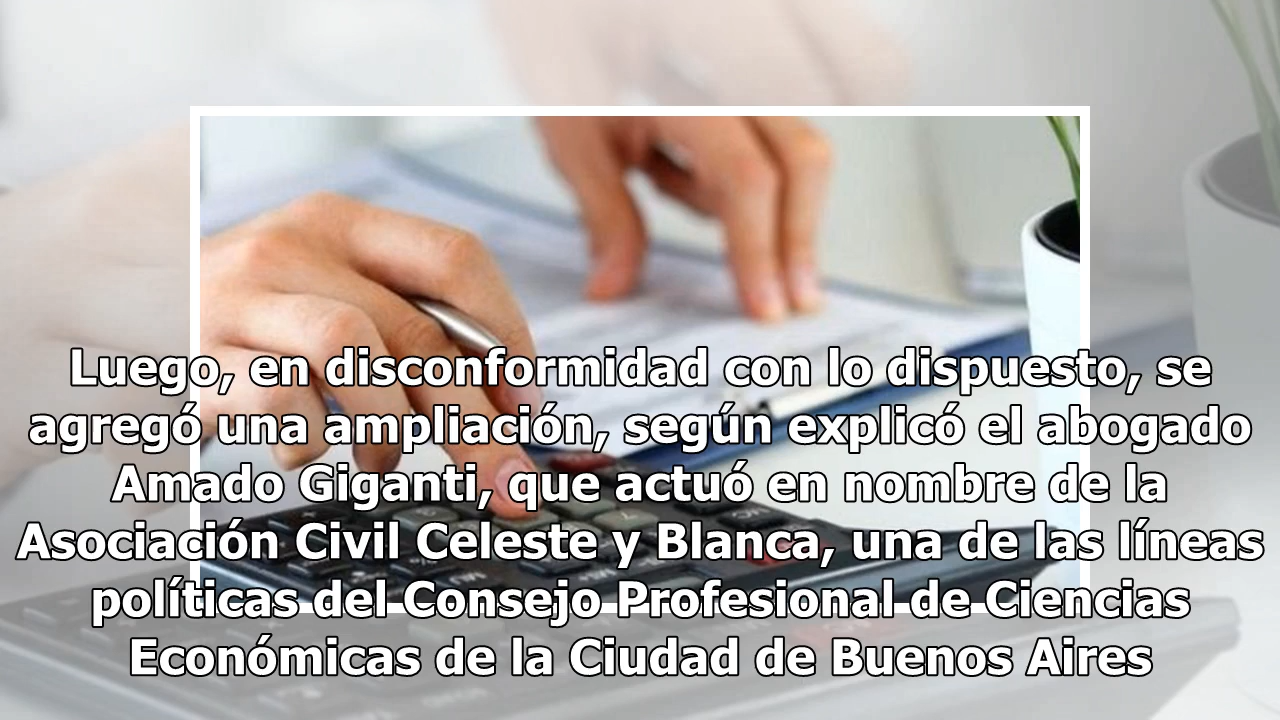 Luego, en disconformidad con lo dispuesto, se
agregó una ampliación, según explicó el abogado
Amado Giganti, que actuó en nombre de la
Asociación Civil Celeste y Blanca, una de las líneas
políticas del Consejo Profesional de Ciencias
Económicas de la Ciudad de Buenos Aires